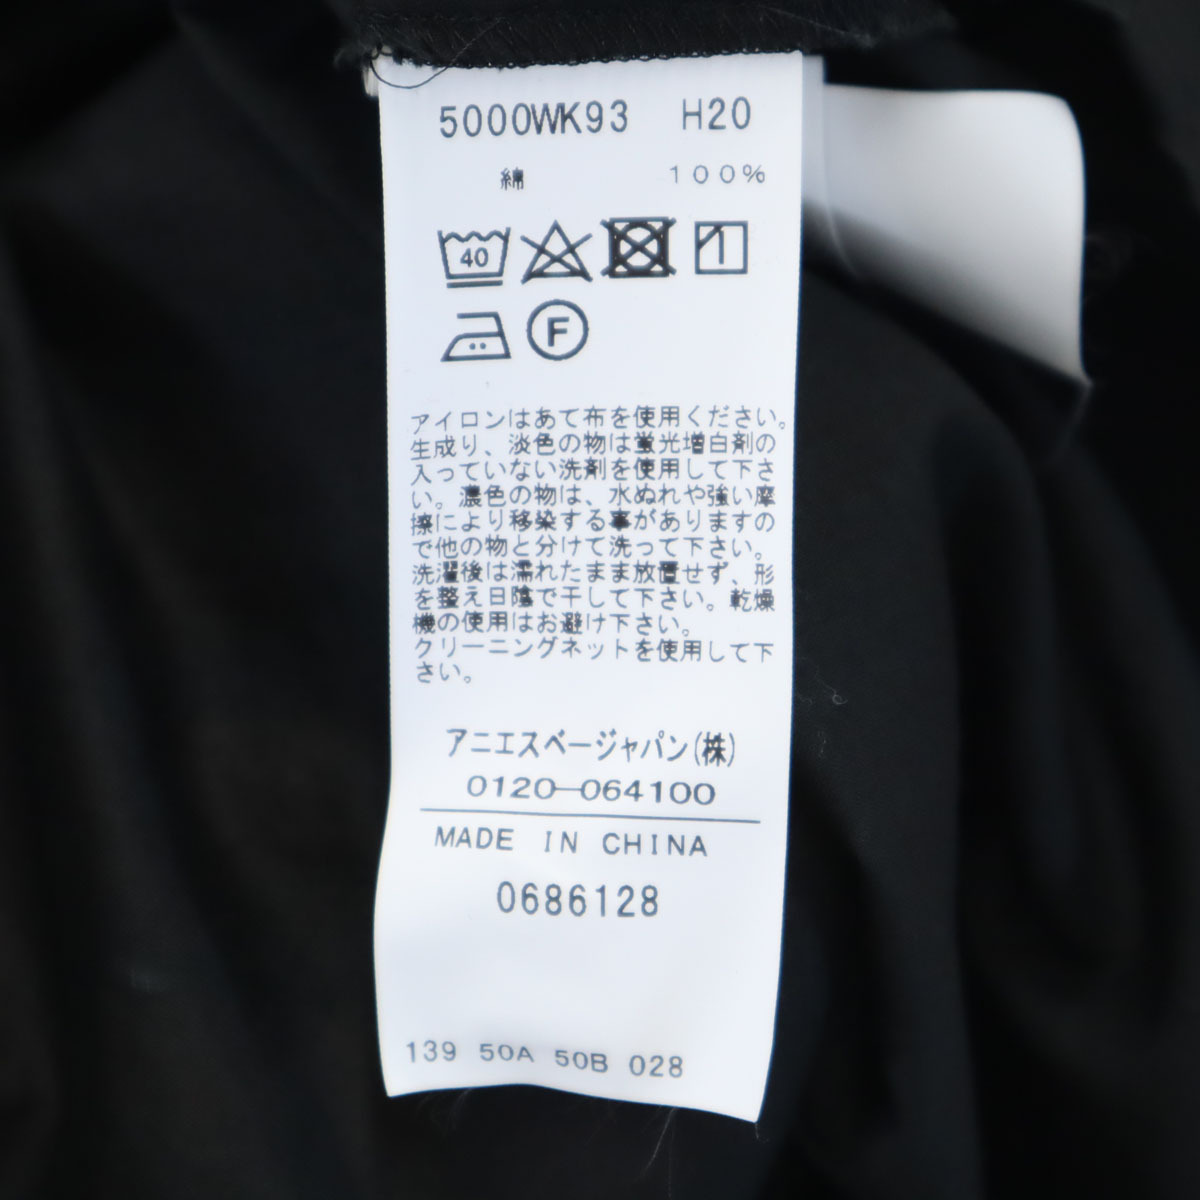 5000WK93 H20
綿 100%
40
1
F
アイロンはあて布を使用ください。
生成り、淡色の物は蛍光増白剤の
入っていない洗剤を使用して下さ
い。濃色の物は、水ぬれや強い摩
擦により移染する事がありますの
で他の物と分けて洗って下さい。
洗濯後は濡れたまま放置せず、形
を整え日陰で干して下さい。乾燥
機の使用はお避け下さい。
クリーニングネットを使用して下
さい。
アニエスベージャパン(株)
0120-064100
MADE IN CHINA
0686128
139 50A 50B 028